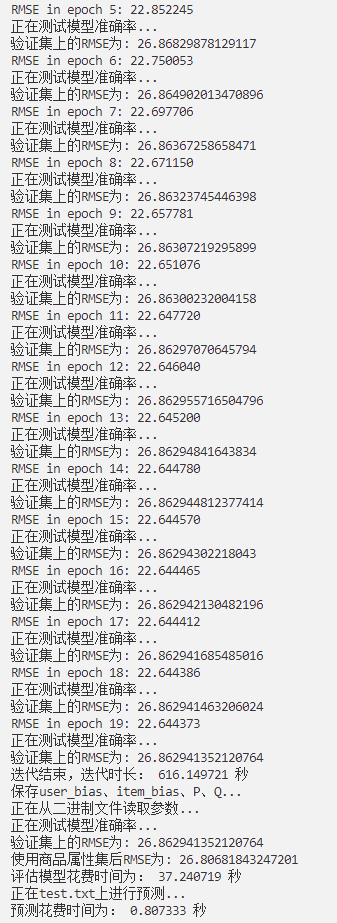 RMSE in epoch 5: 22.852245
正在测试模型准确率...
验证集上的RMSE为: 26.86829878129117
RMSE in epoch 6: 22.750053
正在测试模型准确率...
验证集上的RMSE为: 26.864902013470896
RMSE in epoch 7: 22.697706
正在测试模型准确率...
验证集上的RMSE为: 26.86367258658471
RMSE in epoch 8: 22.671150
正在测试模型准确率...
验证集上的RMSE为: 26.86323745446398
RMSE in epoch 9: 22.657781
正在测试模型准确率...
验证集上的RMSE为: 26.86307219295899
RMSE in epoch 10: 22.651076
正在测试模型准确率...
验证集上的RMSE为: 26.86300232004158
RMSE in epoch 11: 22.647720
正在测试模型准确率...
验证集上的RMSE为: 26.86297070645794
RMSE in epoch 12: 22.646040
正在测试模型准确率...
验证集上的RMSE为: 26.862955716504796
RMSE in epoch 13: 22.645200
正在测试模型准确率...
验证集上的RMSE为: 26.86294841643834
RMSE in epoch 14: 22.644780
正在测试模型准确率...
验证集上的RMSE为: 26.862944812377414
RMSE in epoch 15: 22.644570
正在测试模型准确率...
验证集上的RMSE为: 26.86294302218043
RMSE in epoch 16: 22.644465
正在测试模型准确率...
验证集上的RMSE为: 26.862942130482196
RMSE in epoch 17: 22.644412
正在测试模型准确率...
验证集上的RMSE为: 26.862941685485016
RMSE in epoch 18: 22.644386
正在测试模型准确率...
验证集上的RMSE为: 26.862941463206024
RMSE in epoch 19: 22.644373
正在测试模型准确率...
验证集上的RMSE为: 26.862941352120764
迭代结束，迭代时长： 616.149721 秒
保存user_bias、item_bias、P、Q...
正在从二进制文件读取参数...
正在测试模型准确率...
验证集上的RMSE为: 26.862941352120764
使用商品属性集后RMSE为: 26.80681843247201
评估模型花费时间为： 37.240719 秒
正在test.txt上进行预测...
预测花费时间为： 0.807333 秒